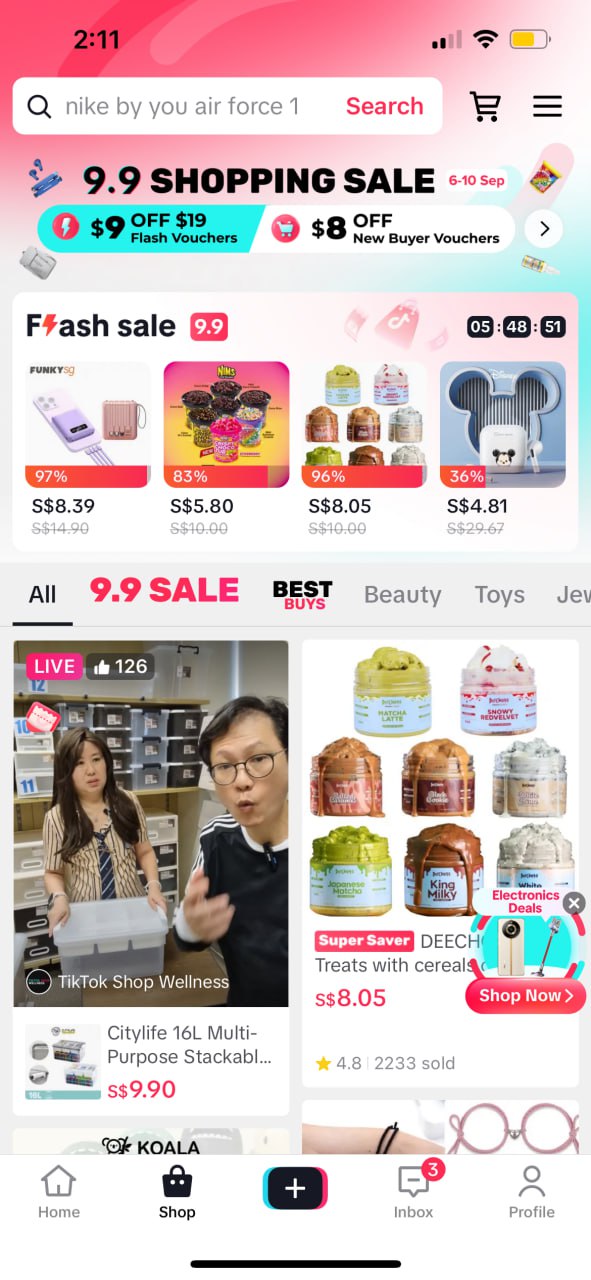 2:11
nike by you air force 1 Search
9.9 SHOPPING SALE 6-10 Sep
$9 OFF $19 Flash Vouchers
$8 OFF New Buyer Vouchers
Flash sale 9.9 05:48:51
FUNKYSG
NIMS
Disney
97% 83% 96% 36%
S$8.39 S$5.80 S$8.05 S$4.81
S$14.90 S$10.00 S$10.00 S$29.67
All 9.9 SALE BEST BUYS Beauty Toys Jew
LIVE 126
12
10
11
TikTok Shop Wellness
Citylife 16L Multi-
Purpose Stackabl...
S$9.90
16L
MATCHA LATTE
SNOWY REDVELVET
Black Cookie
Japanese Matcha
King Milky
White
Electronics
Deals
Shop Now
Super Saver DEECH
Treats with cereals
S$8.05
4.8 2233 sold
KOALA
3
Home Shop Inbox Profile